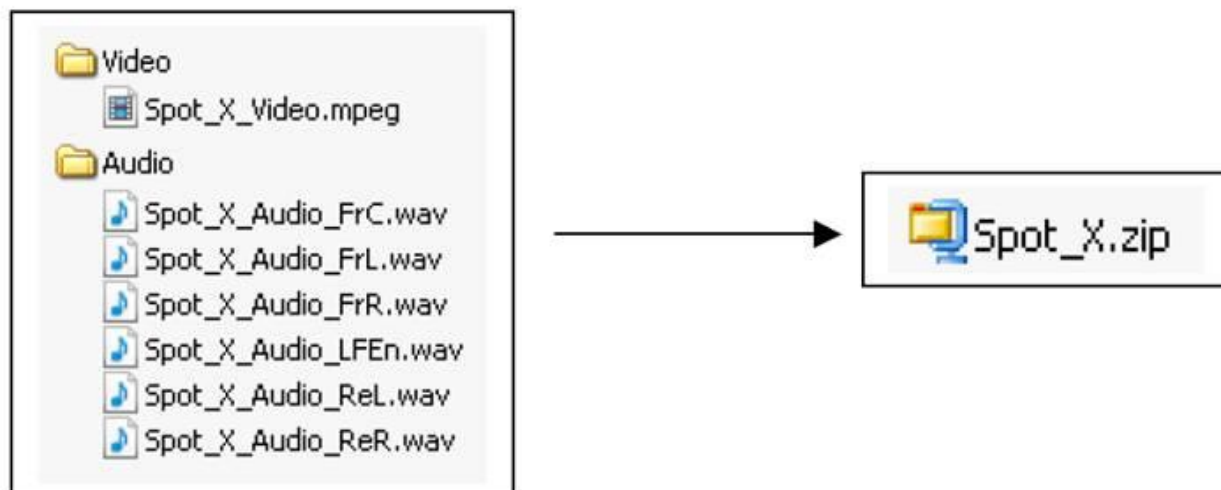 Video
Spot_X_Video.mpeg
Audio
Spot_X_Audio_FrC.wav
Spot_X_Audio_FrL.wav
Spot_X_Audio_FrR.wav
Spot_X_Audio_LFEn.wav
Spot_X_Audio_ReL.wav
Spot_X_Audio_ReR.wav
Spot_X.zip